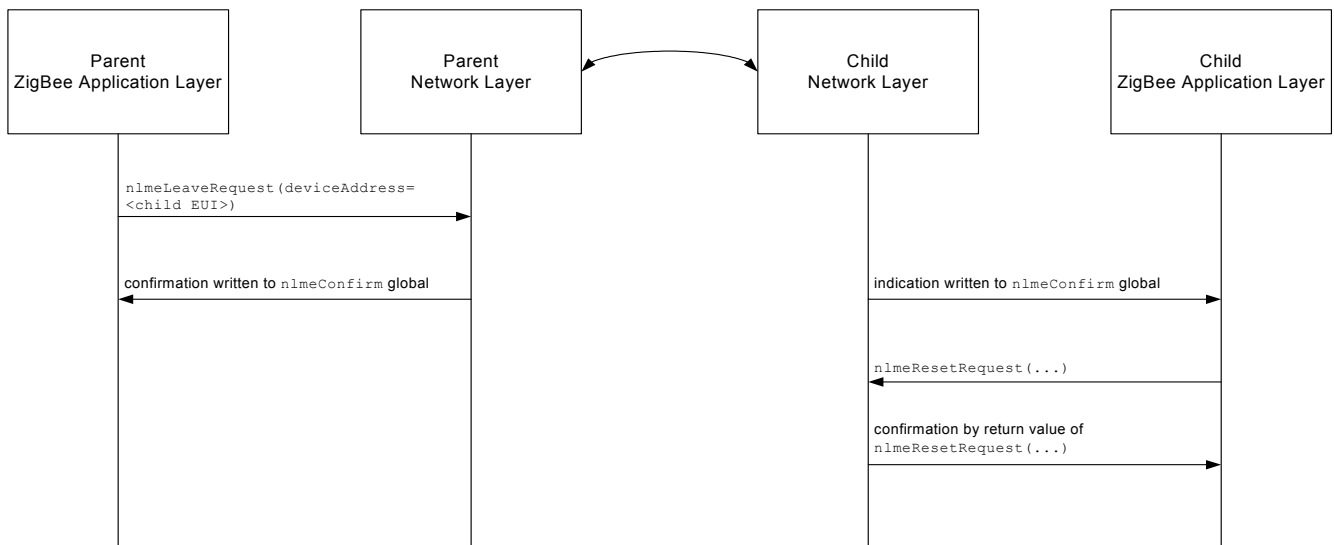 Parent
ZigBee Application Layer
Parent
Network Layer
Child
Network Layer
Child
ZigBee Application Layer
nlmeLeaveRequest(deviceAddress=
<child EUI>)
confirmation written to nlmeConfirm global
indication written to nlmeConfirm global
nlmeResetRequest(...)
confirmation by return value of
nlmeResetRequest(...)